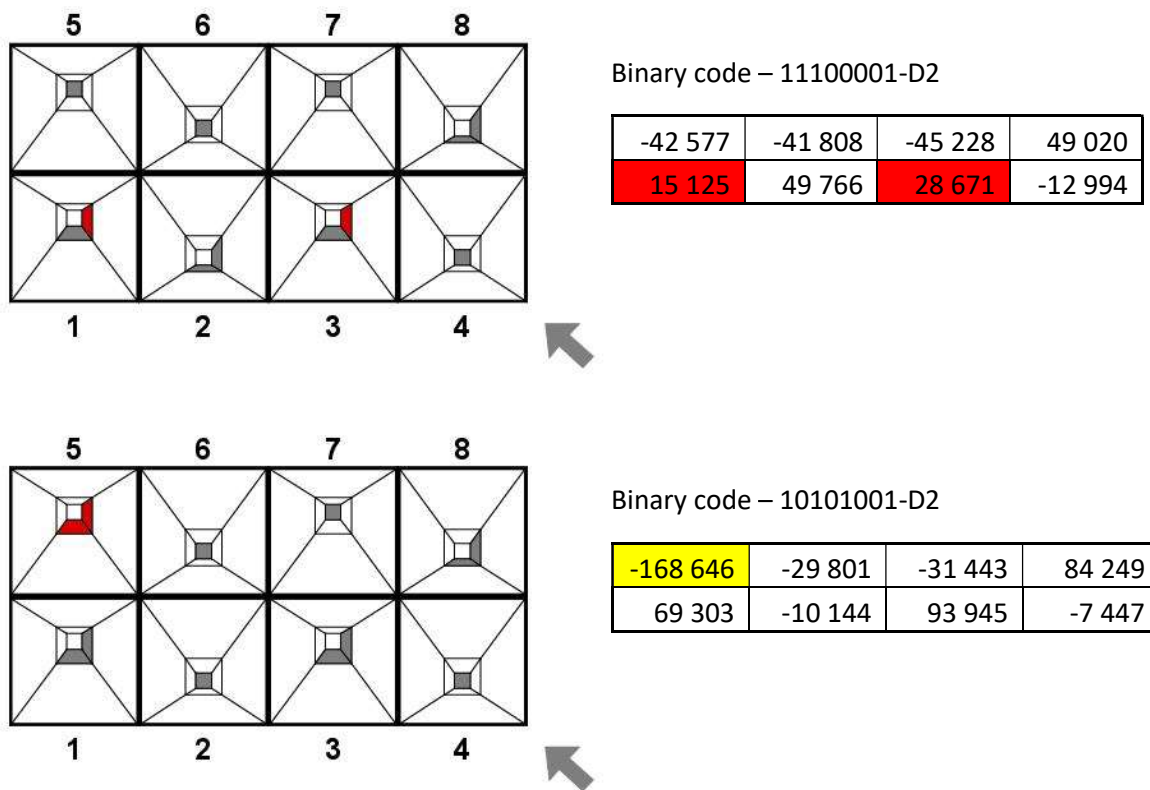 5 6 7 8
1 2 3 4
Binary code – 11100001-D2
-42 577 -41 808 -45 228 49 020
15 125 49 766 28 671 -12 994
5 6 7 8
1 2 3 4
Binary code – 10101001-D2
-168 646 -29 801 -31 443 84 249
69 303 -10 144 93 945 -7 447